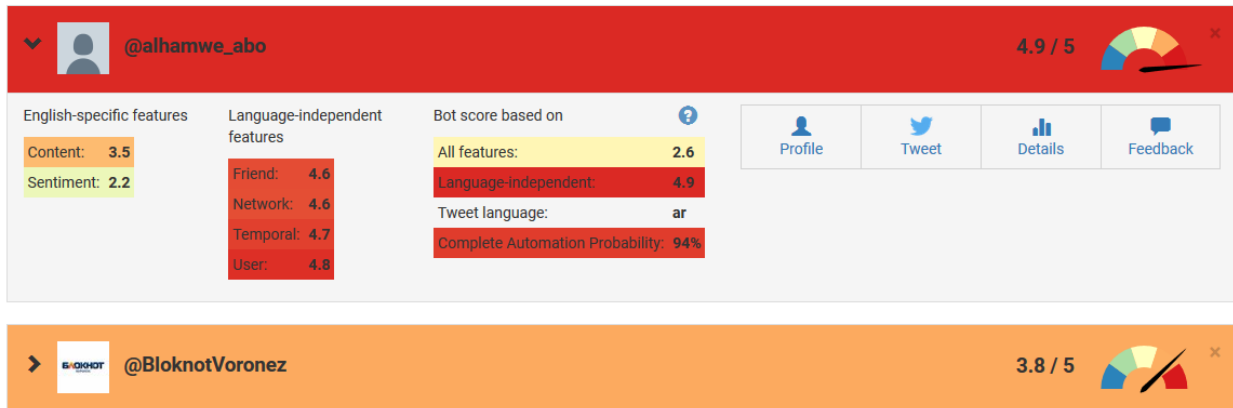 @alhamwe_abo
4.9 / 5
English-specific features
Content: 3.5
Sentiment: 2.2
Language-independent
features
Friend: 4.6
Network: 4.6
Temporal: 4.7
User: 4.8
Bot score based on
?
All features: 2.6
Language-independent: 4.9
Tweet language: ar
Complete Automation Probability: 94%
Profile
Tweet
Details
Feedback
БЛОКНОТ
@BloknotVoronez
3.8 / 5